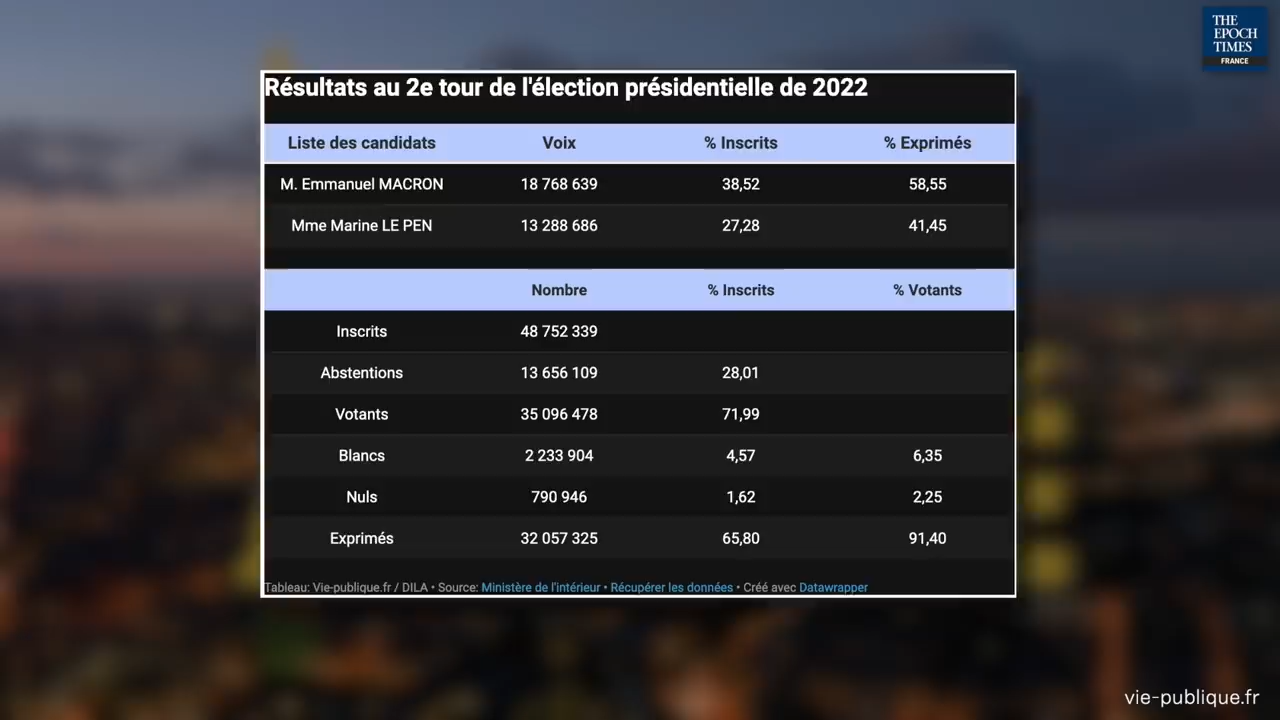 THE
EPOCH
TIMES
FRANCE
Résultats au 2e tour de l'élection présidentielle de 2022
Liste des candidats Voix % Inscrits % Exprimés
M. Emmanuel MACRON 18 768 639 38,52 58,55
Mme Marine LE PEN 13 288 686 27,28 41,45
Nombre % Inscrits % Votants
Inscrits 48 752 339
Abstentions 13 656 109 28,01
Votants 35 096 478 71,99
Blancs 2 233 904 4,57 6,35
Nuls 790 946 1,62 2,25
Exprimés 32 057 325 65,80 91,40
Tableau: Vie-publique.fr / DILA • Source: Ministère de l'intérieur • Récupérer les données • Créé avec Datawrapper
vie-publique.fr